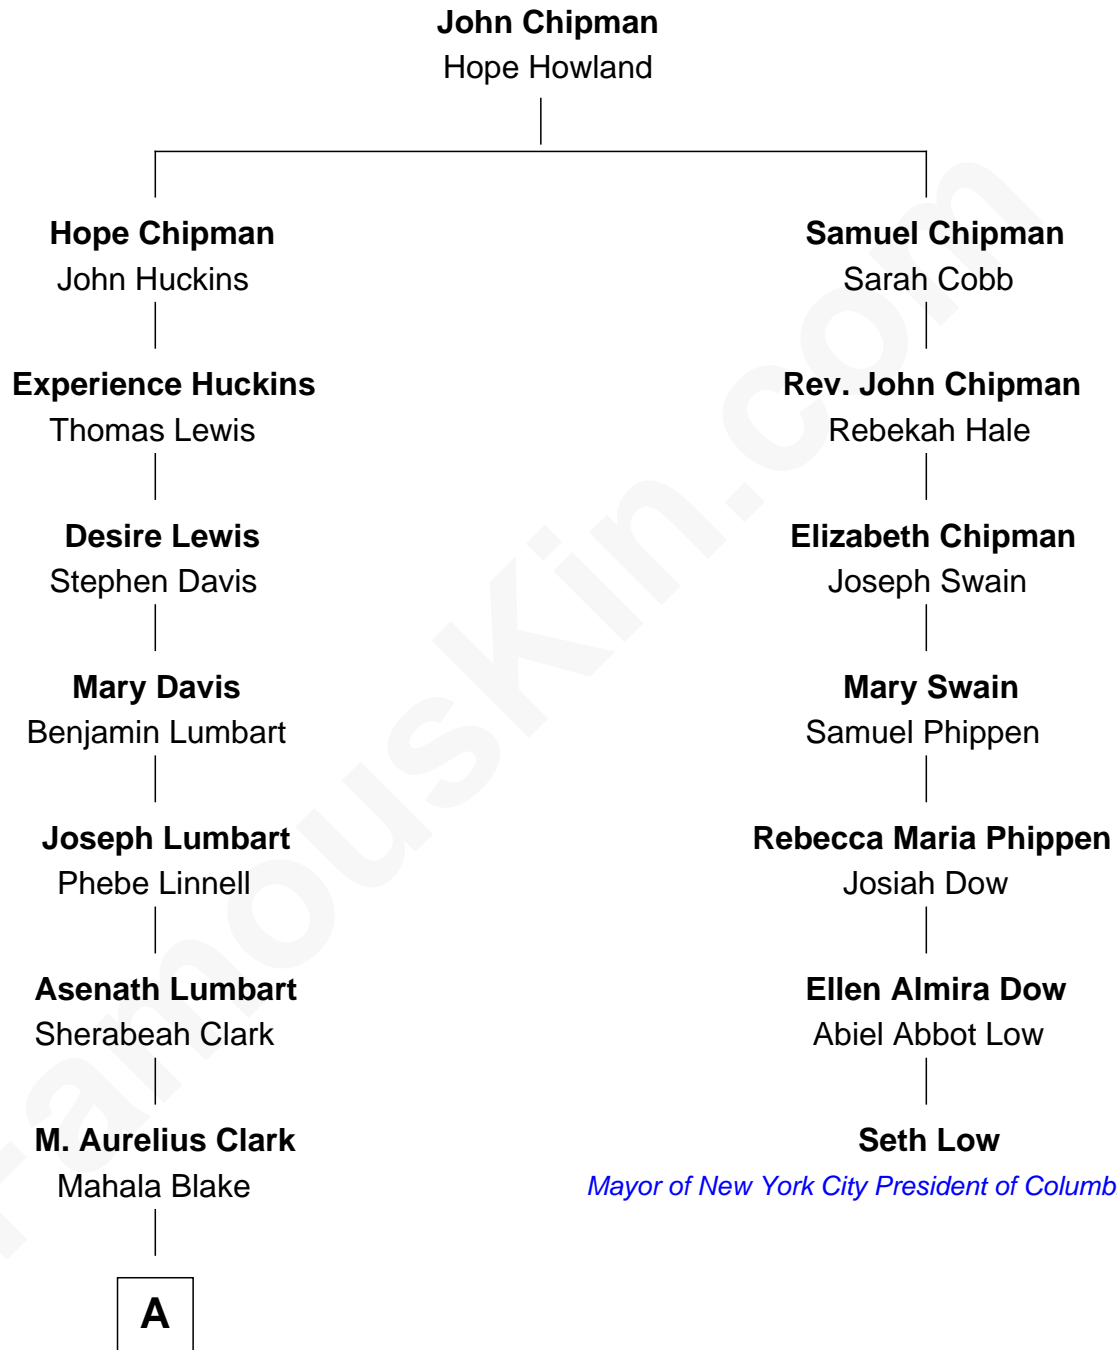 John Chipman
Hope Howland
Hope Chipman
John Huckins
Samuel Chipman
Sarah Cobb
Experience Huckins
Thomas Lewis
Rev. John Chipman
Rebekah Hale
Desire Lewis
Stephen Davis
Elizabeth Chipman
Joseph Swain
Mary Davis
Benjamin Lumbart
Mary Swain
Samuel Phippen
Joseph Lumbart
Phebe Linnell
Rebecca Maria Phippen
Josiah Dow
Asenath Lumbart
Sherabeah Clark
Ellen Almira Dow
Abiel Abbot Low
M. Aurelius Clark
Mahala Blake
Seth Low
Mayor of New York City President of Columb
A
FamousKin.com